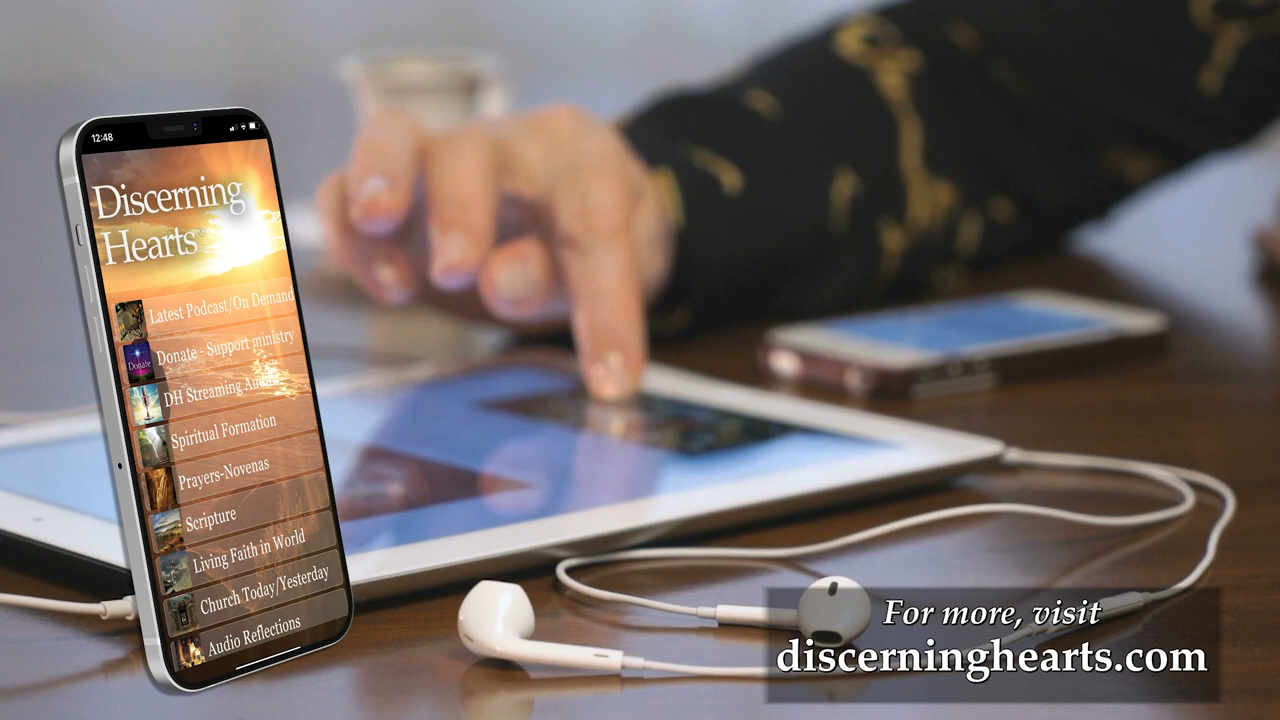 12:48
Discerning
Hearts®
Latest Podcast/On Demand
Donate
Donate - Support ministry
DH Streaming Audio
Spiritual Formation
Prayers-Novenas
Scripture
Living Faith in World
Church Today/Yesterday
Audio Reflections
For more, visit
discerninghearts.com